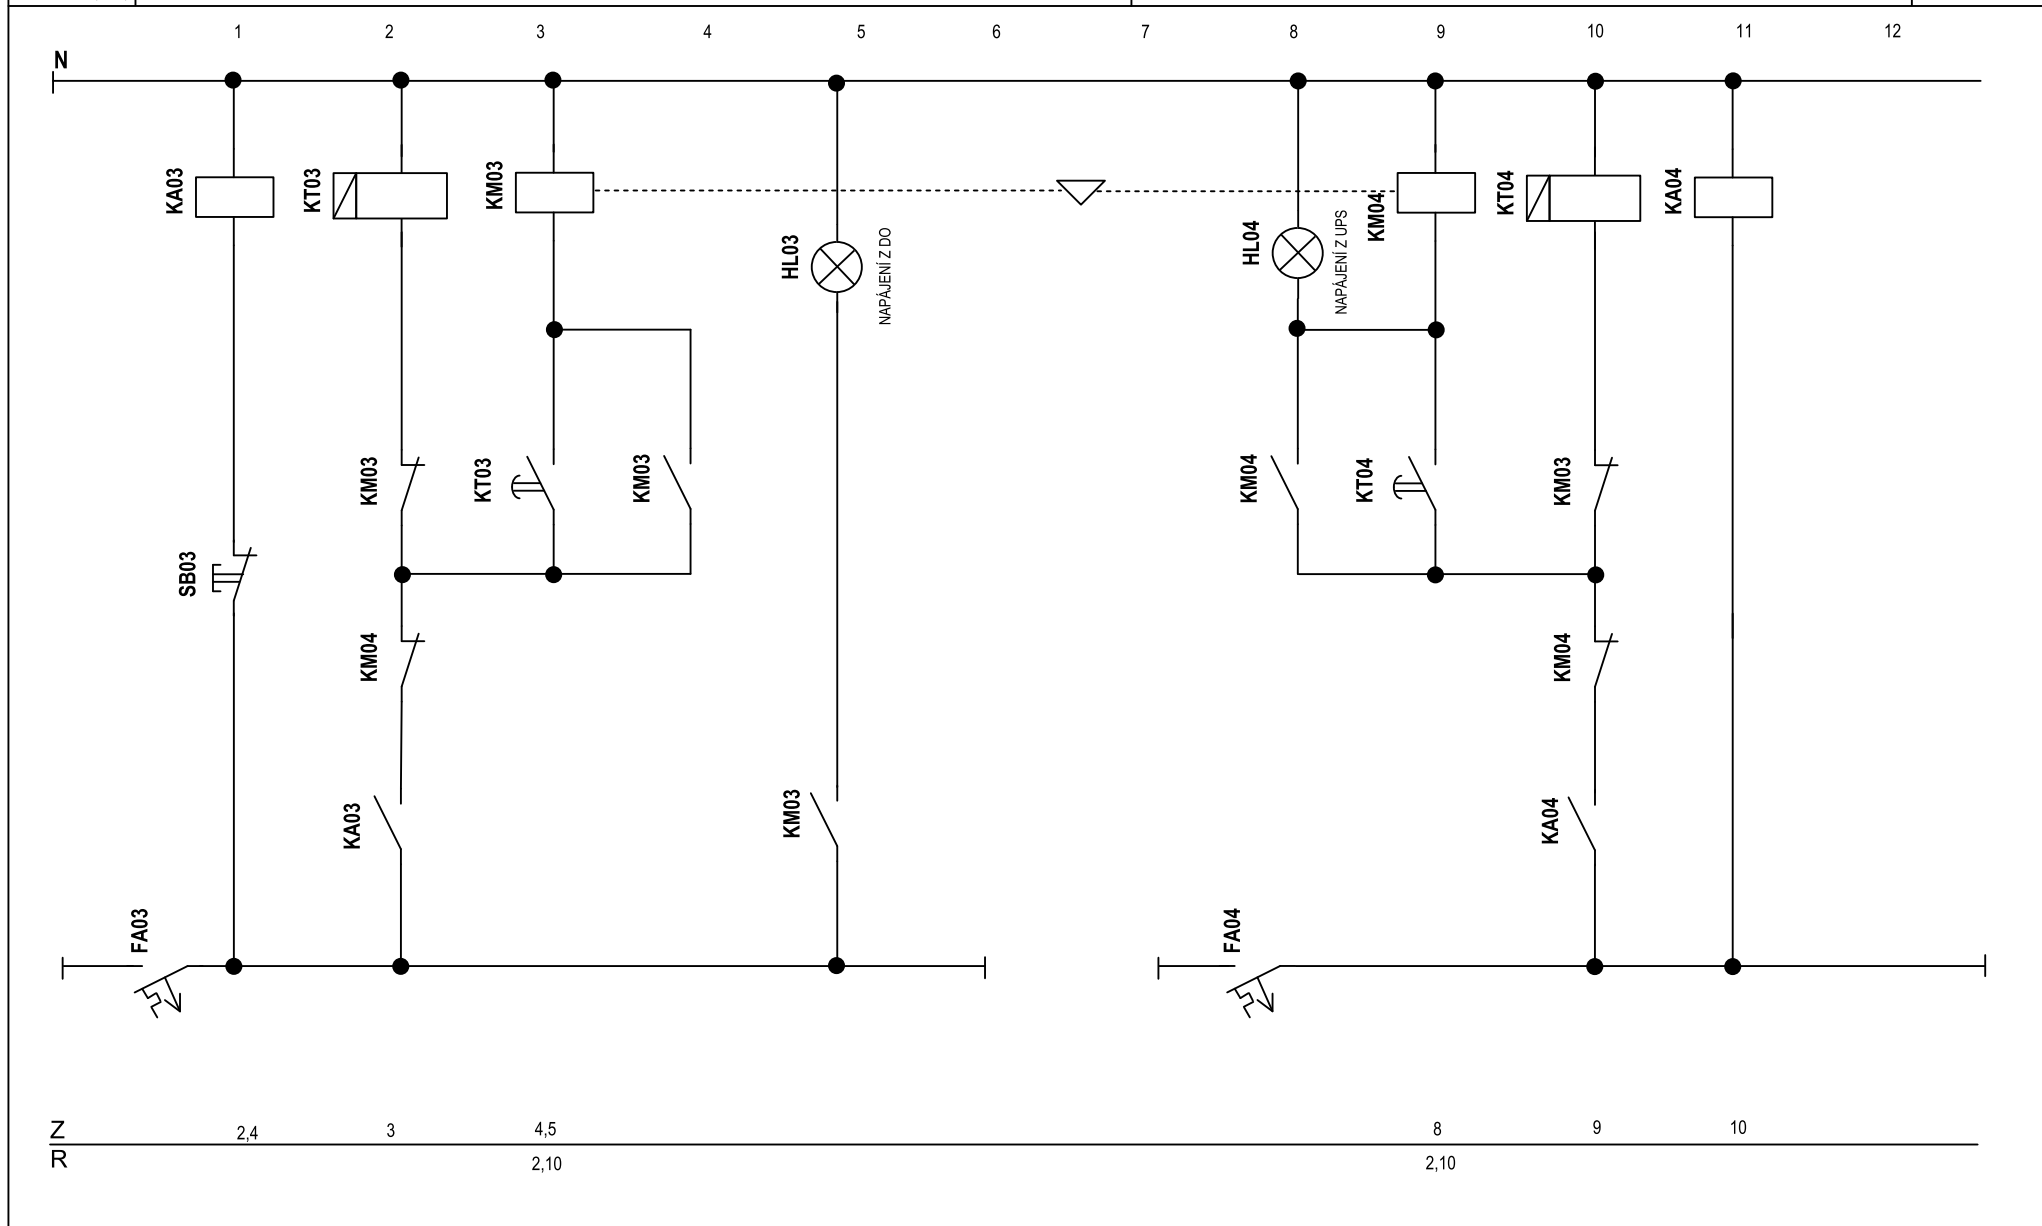 1 2 3 4 5 6 7 8 9 10 11 12
N
KA03
KT03
KM03
HL03
NAPÁJENÍ Z DO
HL04
NAPÁJENÍ Z UPS
KM04
KT04
KA04
KM03
KT03
KM03
KM04
KT04
KM03
SB03
KM04
KM04
KA03
KM03
KA04
FA03
FA04
Z 2,4 3 4,5 8 9 10
R 2,10 2,10